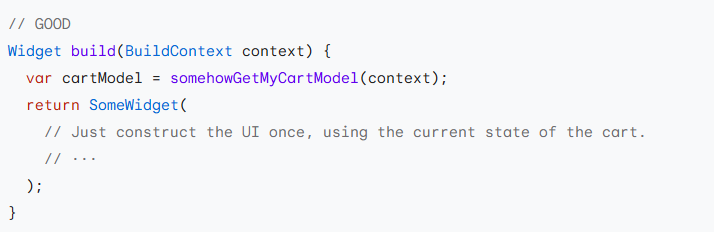 // GOOD
Widget build(BuildContext context) {
  var cartModel = somehowGetMyCartModel(context);
  return SomeWidget(
    // Just construct the UI once, using the current state of the cart.
    // ···
  );
}